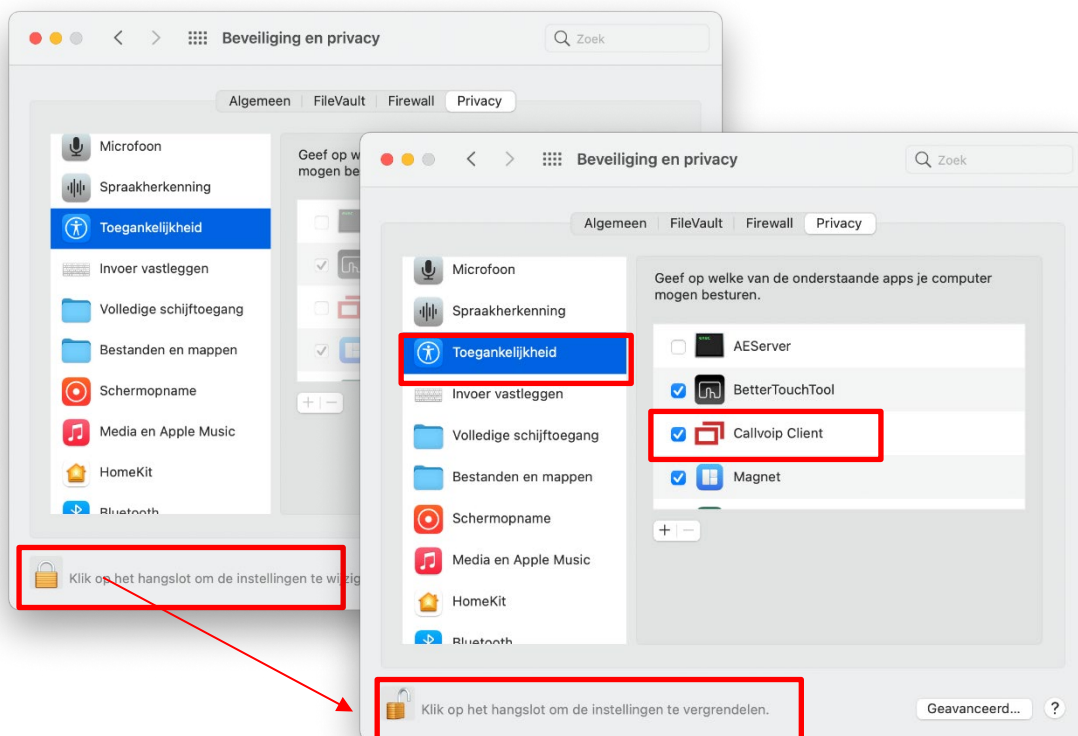 Beveiliging en privacy
Zoek
Algemeen FileVault Firewall Privacy
Microfoon
Spraakherkenning
Toegankelijkheid
Invoer vastleggen
Volledige schijftoegang
Bestanden en mappen
Schermopname
Media en Apple Music
HomeKit
Bluetooth
Geef op w
mogen be
+ −
Klik op het hangslot om de instellingen te wijzig
Beveiliging en privacy
Zoek
Algemeen FileVault Firewall Privacy
Microfoon
Spraakherkenning
Toegankelijkheid
Invoer vastleggen
Volledige schijftoegang
Bestanden en mappen
Schermopname
Media en Apple Music
HomeKit
Bluetooth
Geef op welke van de onderstaande apps je computer
mogen besturen.
AEServer
BetterTouchTool
Callvoip Client
Magnet
+ −
Klik op het hangslot om de instellingen te vergrendelen.
Geavanceerd... ?